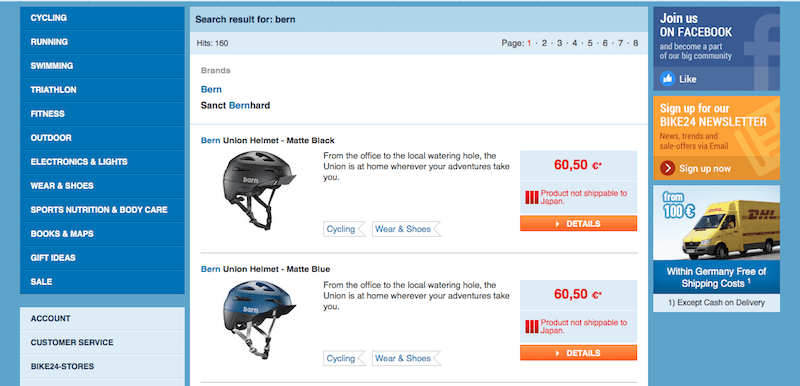 CYCLING
RUNNING
SWIMMING
TRIATHLON
FITNESS
OUTDOOR
ELECTRONICS & LIGHTS
WEAR & SHOES
SPORTS NUTRITION & BODY CARE
BOOKS & MAPS
GIFT IDEAS
SALE
ACCOUNT
CUSTOMER SERVICE
BIKE24-STORES
Search result for: bern
Hits: 160
Page: 1 · 2 · 3 · 4 · 5 · 6 · 7 · 8
Brands
Bern
Sanct Bernhard
Bern Union Helmet - Matte Black
bern
From the office to the local watering hole, the
Union is at home wherever your adventures take
you.
Cycling
Wear & Shoes
60,50 €*
Product not shippable to
Japan.
DETAILS
Bern Union Helmet - Matte Blue
bern
From the office to the local watering hole, the
Union is at home wherever your adventures take
you.
Cycling
Wear & Shoes
60,50 €*
Product not shippable to
Japan.
DETAILS
Join us
ON FACEBOOK
and become a part
of our big community
Like
Sign up for our
BIKE24 NEWSLETTER
News, trends and
sale-offers via Email
Sign up now
from
100 €
DHL
Within Germany Free of
Shipping Costs 1
1) Except Cash on Delivery